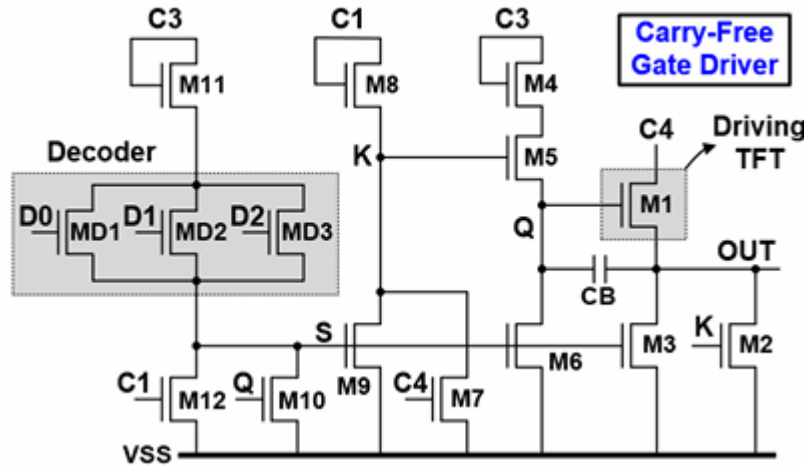 C3
C1
C3
Carry-Free
Gate Driver
M11
M8
M4
C4
Driving
TFT
Decoder
K
M5
M1
D0
D1
D2
MD1
MD2
MD3
Q
OUT
CB
S
K
M3
M2
C1
Q
C4
M6
M12
M10
M9
M7
VSS